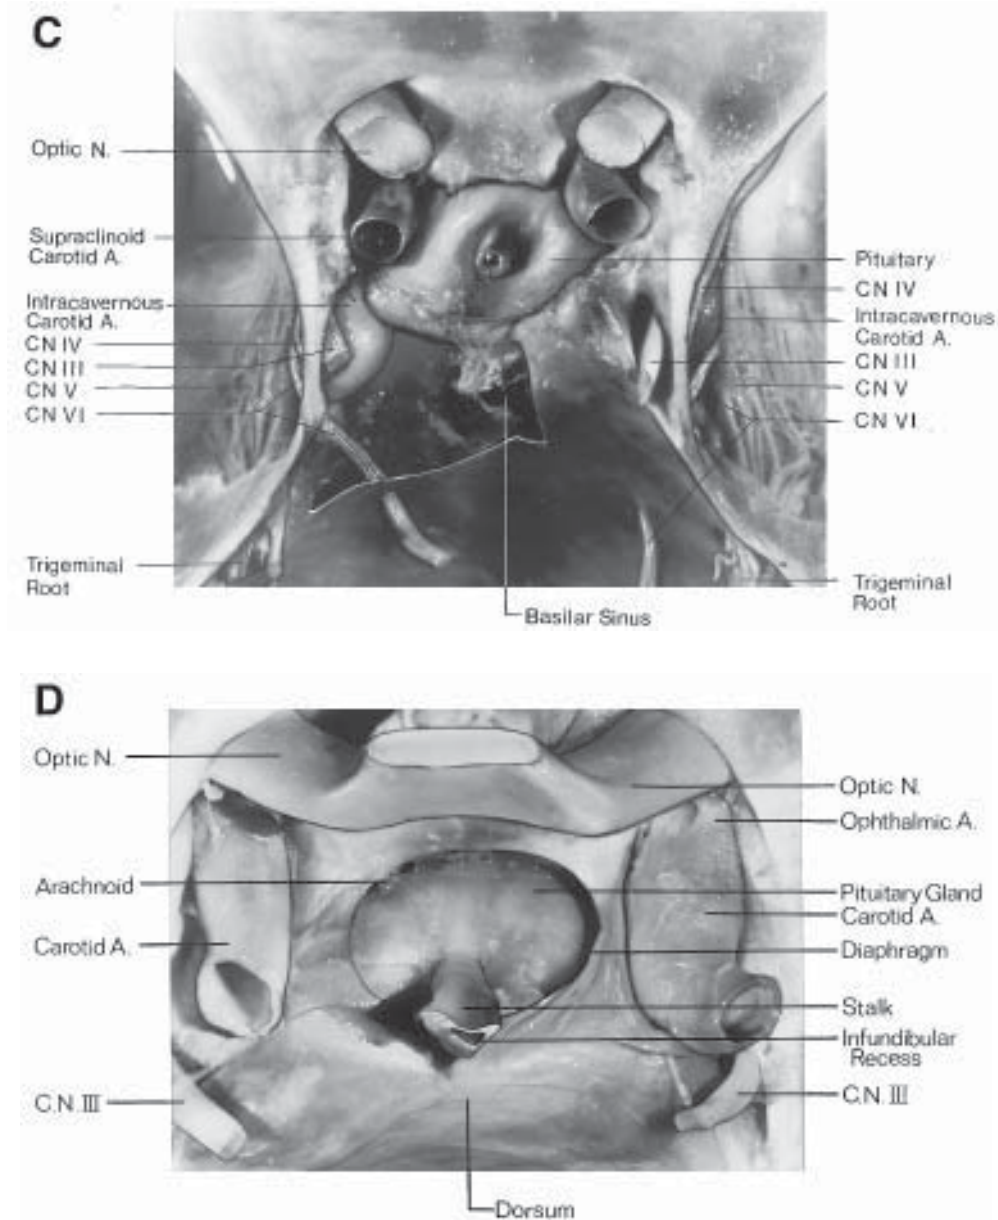 C
Optic N.
Supraclinoid
Carotid A.
Intracavernous
Carotid A.
CN IV
CN III
CN V
CN VI
Trigeminal
Root
Pituitary
CN IV
Intracavernous
Carotid A.
CN III
CN V
CN VI
Trigeminal
Root
Basilar Sinus
D
Optic N.
Arachnoid
Carotid A.
C.N. III
Optic N.
Ophthalmic A.
Pituitary Gland
Carotid A.
Diaphragm
Stalk
Infundibular
Recess
C.N. III
Dorsum